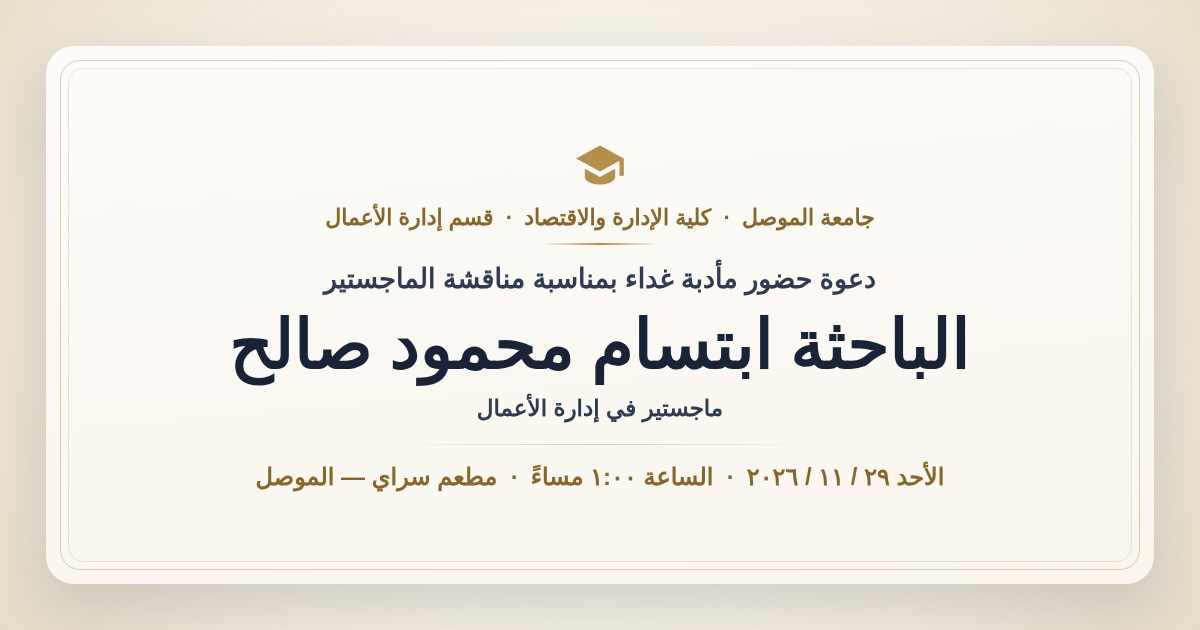 جامعة الموصل · كلية الإدارة والاقتصاد · قسم إدارة الأعمال
دعوة حضور مأدبة غداء بمناسبة مناقشة الماجستير
الباحثة ابتسام محمود صالح
ماجستير في إدارة الأعمال
الأحد ٢٩ / ١١ / ٢٠٢٦ · الساعة ١:٠٠ مساءً · مطعم سراي — الموصل